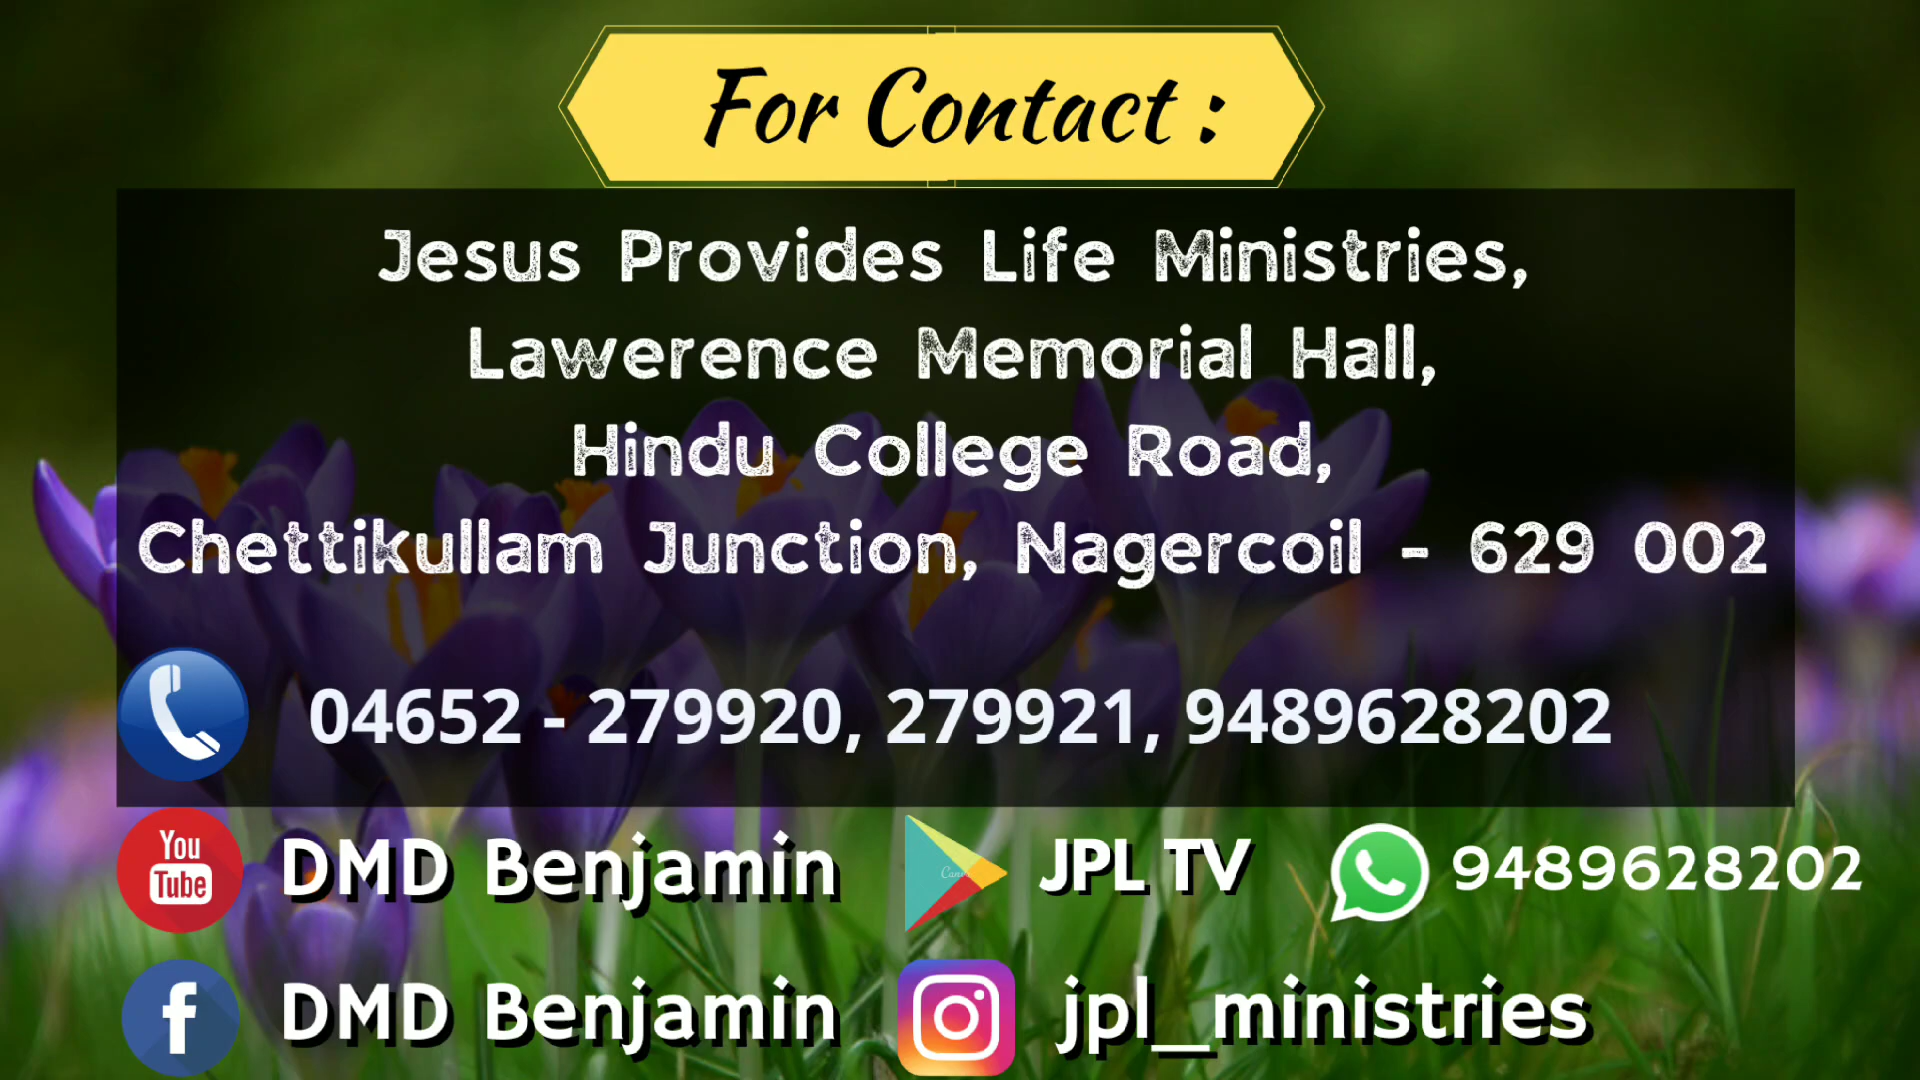 For Contact :
Jesus Provides Life Ministries,
Lawerence Memorial Hall,
Hindu College Road,
Chettikullam Junction, Nagercoil - 629 002
04652 - 279920, 279921, 9489628202
You Tube DMD Benjamin Canva JPL TV 9489628202
f DMD Benjamin jpl_ministries